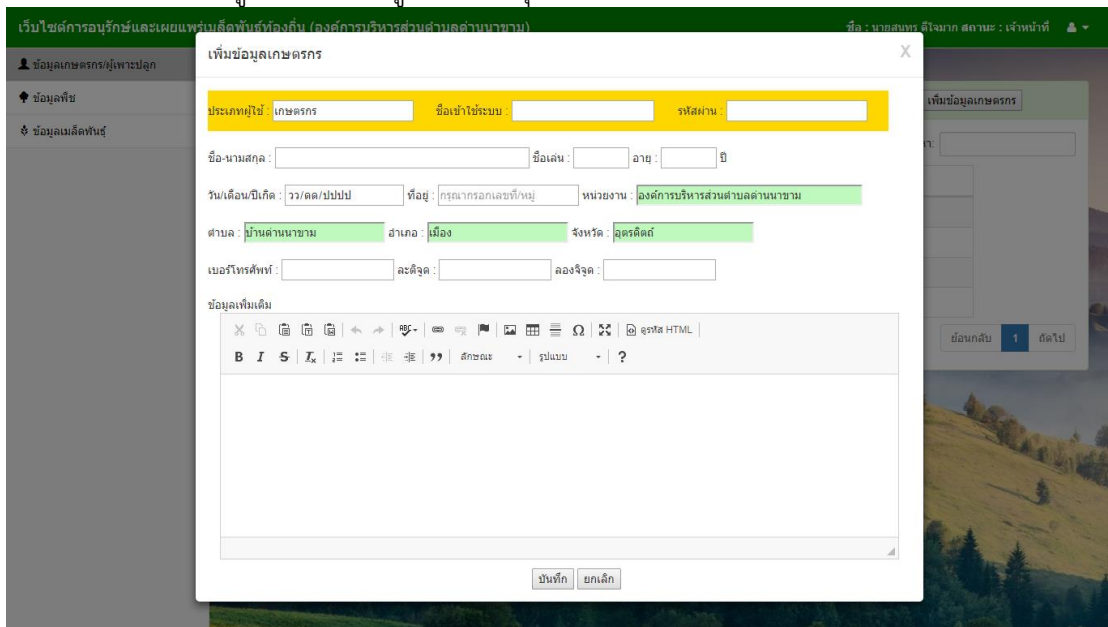 เว็บไซต์การอนุรักษ์และเผยแพร่เมล็ดพันธุ์ท้องถิ่น (องค์การบริหารส่วนตำบลด่านนาขาม) ชื่อ : นายสนุทร ดีใจมาก สถานะ : เจ้าหน้าที่
ข้อมูลเกษตรกร/ผู้เพาะปลูก
ข้อมูลพืช
ข้อมูลเมล็ดพันธุ์
เพิ่มข้อมูลเกษตรกร
เพิ่มข้อมูลเกษตรกร X
ประเภทผู้ใช้ : เกษตรกร ชื่อเข้าใช้ระบบ : รหัสผ่าน :
ชื่อ-นามสกุล : ชื่อเล่น : อายุ : ปี
วัน/เดือน/ปีเกิด : วว/ดด/ปปปป ที่อยู่ : กรุณากรอกเลขที่/หมู่ หน่วยงาน : องค์การบริหารส่วนตำบลด่านนาขาม
ตำบล : บ้านด่านนาขาม อำเภอ : เมือง จังหวัด : อุตรดิตถ์
เบอร์โทรศัพท์ : ละติจูด : ลองจิจูด :
ข้อมูลเพิ่มเติม
Ω ดูรหัส HTML
B I S Ix ลักษณะ รูปแบบ ?
บันทึก ยกเลิก
ย้อนกลับ 1 ถัดไป